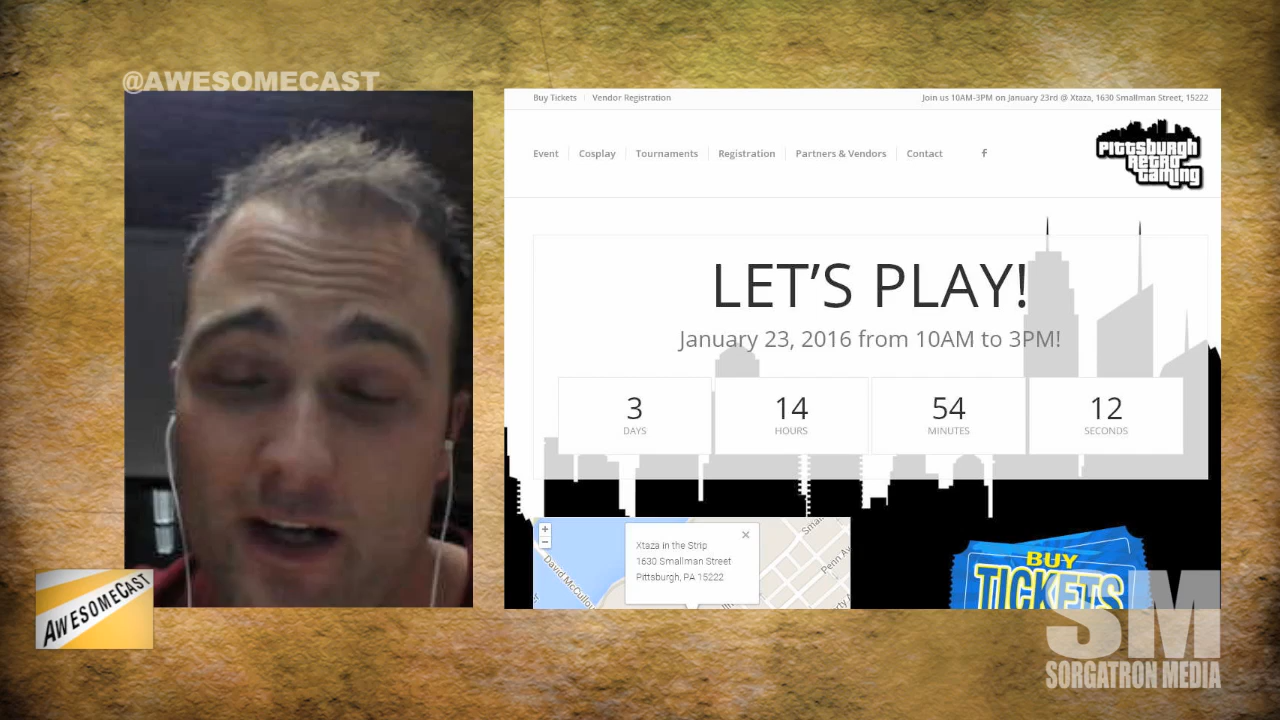 @AWESOMECAST
Buy Tickets
Vendor Registration
Join us 10AM-3PM on January 23rd @ Xtaza, 1630 Smallman Street, 15222
Event
Cosplay
Tournaments
Registration
Partners & Vendors
Contact
f
Pittsburgh
Retro
Gaming
LET'S PLAY!
January 23, 2016 from 10AM to 3PM!
3
DAYS
14
HOURS
54
MINUTES
12
SECONDS
+
−
Xtaza in the Strip
1630 Smallman Street
Pittsburgh, PA 15222
Penn
BUY
TICKETS
AWESOMECAST
SM
SORGATRON MEDIA